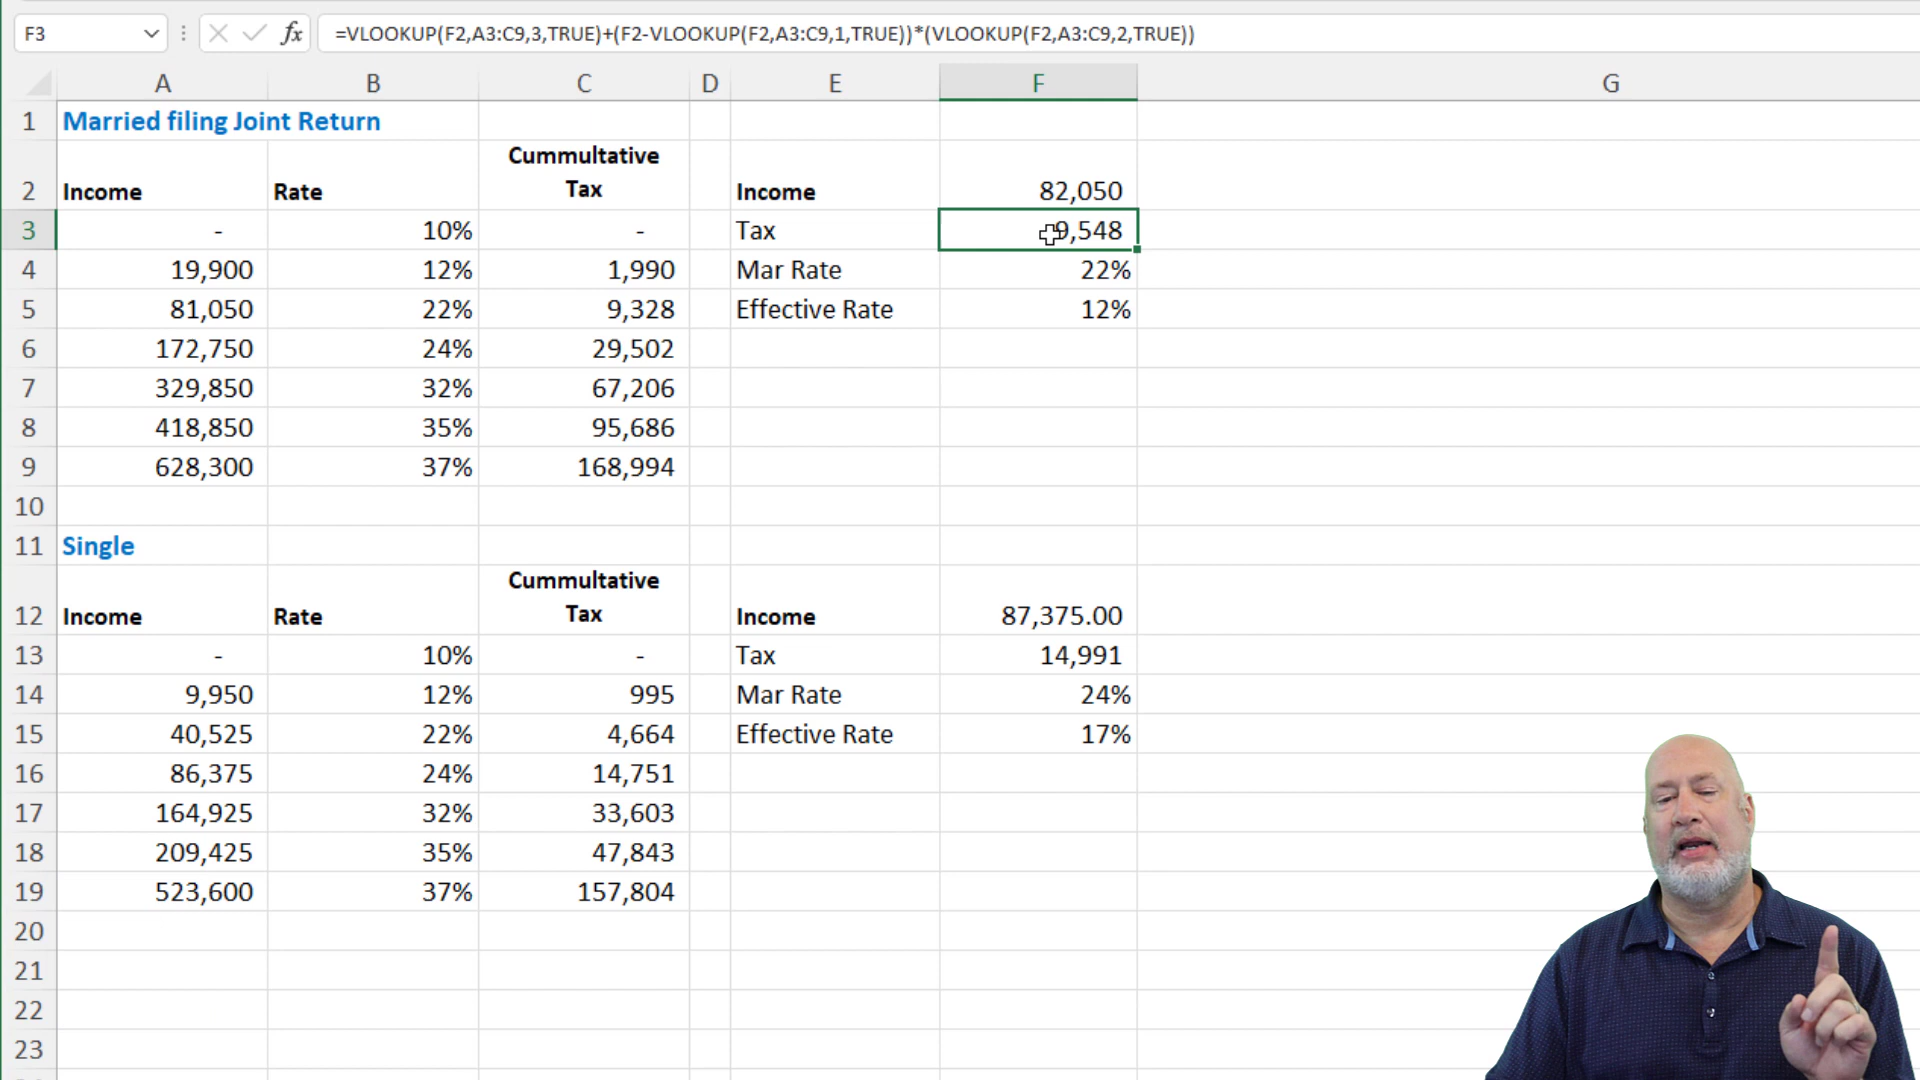 F3 fx =VLOOKUP(F2,A3:C9,3,TRUE)+(F2-VLOOKUP(F2,A3:C9,1,TRUE))*(VLOOKUP(F2,A3:C9,2,TRUE))
A B C D E F G
1 Married filing Joint Return
Cummultative
2 Income Rate Tax Income 82,050
3 - 10% - Tax 9,548
4 19,900 12% 1,990 Mar Rate 22%
5 81,050 22% 9,328 Effective Rate 12%
6 172,750 24% 29,502
7 329,850 32% 67,206
8 418,850 35% 95,686
9 628,300 37% 168,994
10
11 Single
Cummultative
12 Income Rate Tax Income 87,375.00
13 - 10% - Tax 14,991
14 9,950 12% 995 Mar Rate 24%
15 40,525 22% 4,664 Effective Rate 17%
16 86,375 24% 14,751
17 164,925 32% 33,603
18 209,425 35% 47,843
19 523,600 37% 157,804
20
21
22
23